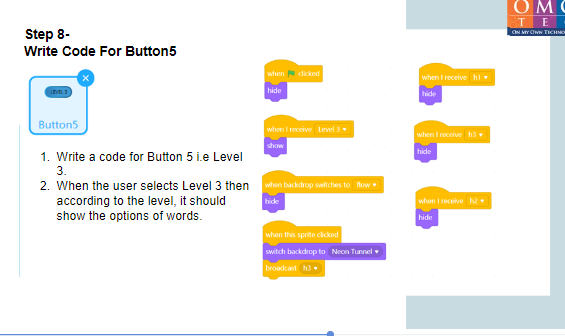 Step 8-
Write Code For Button5
LEVEL 3
Button5
1. Write a code for Button 5 i.e Level
3.
2. When the user selects Level 3 then
according to the level, it should
show the options of words.
when clicked
hide
when I receive Level 3
show
when backdrop switches to flow
hide
when this sprite clicked
switch backdrop to Neon Tunnel
broadcast h3
when I receive h1
hide
when I receive h3
hide
when I receive h2
hide
OM
TE
ON MY OWN TECHNO